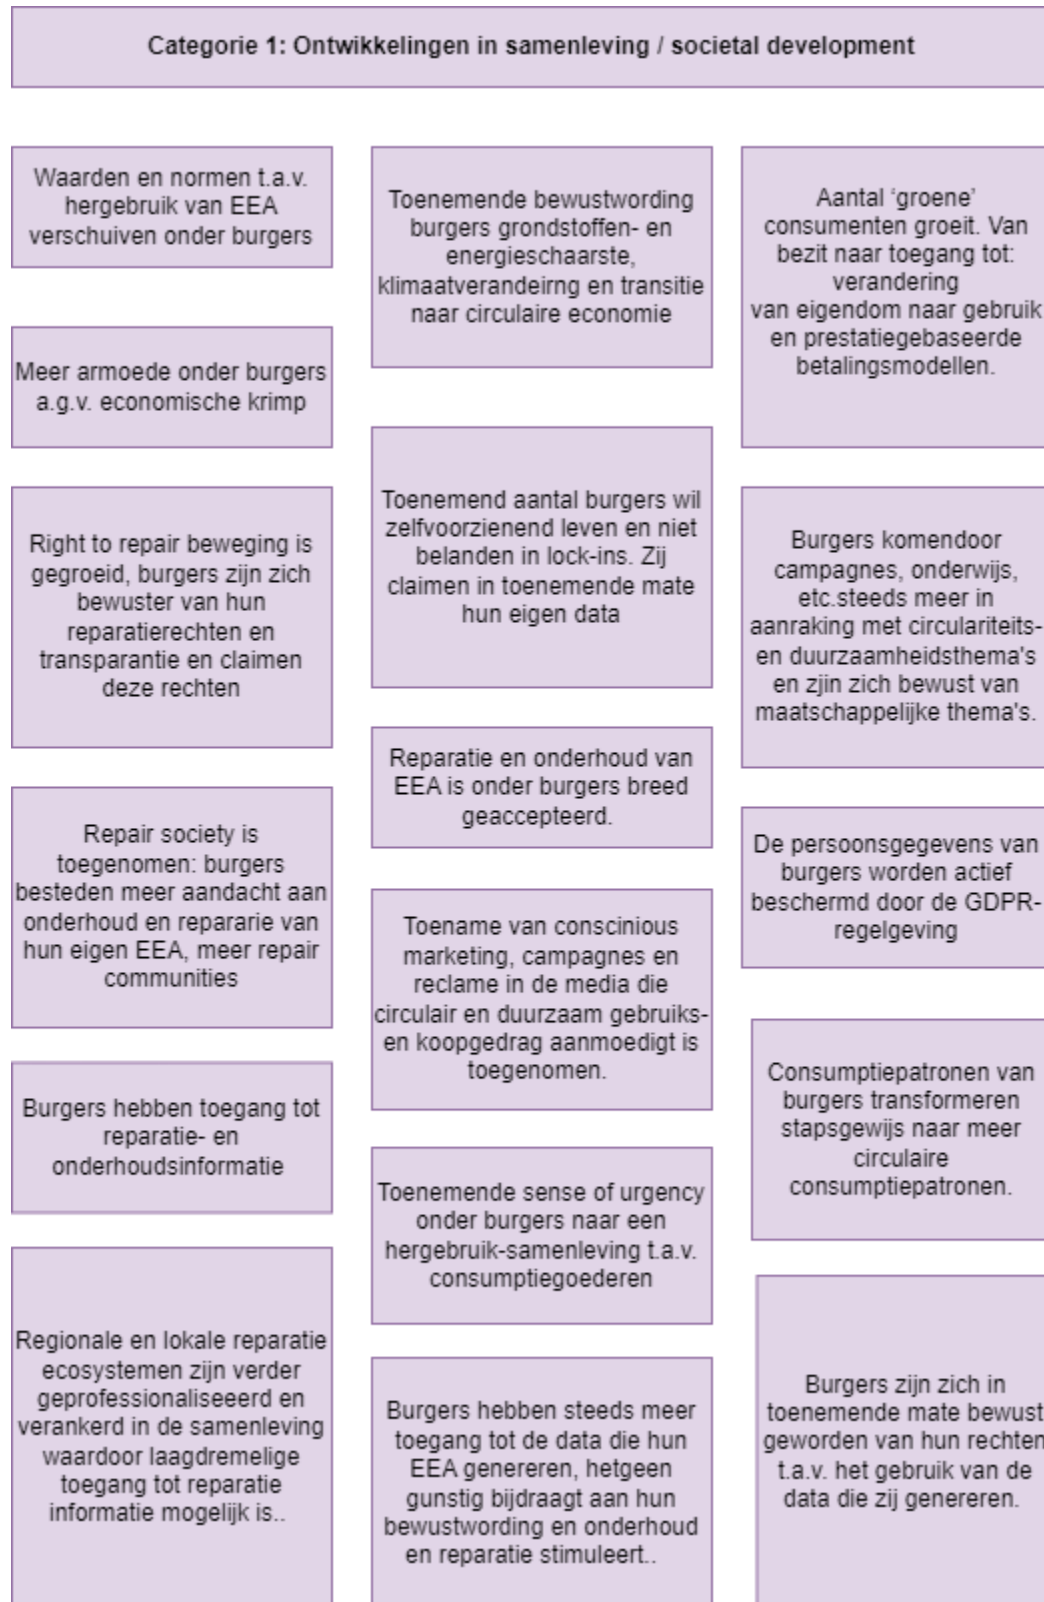 Categorie 1: Ontwikkelingen in samenleving / societal development
Waarden en normen t.a.v.
hergebruik van EEA
verschuiven onder burgers
Meer armoede onder burgers
a.g.v. economische krimp
Right to repair beweging is
gegroeid, burgers zijn zich
bewuster van hun
reparatierechten en
transparantie en claimen
deze rechten
Repair society is
toegenomen: burgers
besteden meer aandacht aan
onderhoud en repararie van
hun eigen EEA, meer repair
communities
Burgers hebben toegang tot
reparatie- en
onderhoudsinformatie
Regionale en lokale reparatie
ecosystemen zijn verder
geprofessionaliseeerd en
verankerd in de samenleving
waardoor laagdremelige
toegang tot reparatie
informatie mogelijk is..
Toenemende bewustwording
burgers grondstoffen- en
energieschaarste,
klimaatverandeirng en transitie
naar circulaire economie
Toenemend aantal burgers wil
zelfvoorzienend leven en niet
belanden in lock-ins. Zij
claimen in toenemende mate
hun eigen data
Reparatie en onderhoud van
EEA is onder burgers breed
geaccepteerd.
Toename van conscinious
marketing, campagnes en
reclame in de media die
circulair en duurzaam gebruiks-
en koopgedrag aanmoedigt is
toegenomen.
Toenemende sense of urgency
onder burgers naar een
hergebruik-samenleving t.a.v.
consumptiegoederen
Burgers hebben steeds meer
toegang tot de data die hun
EEA genereren, hetgeen
gunstig bijdraagt aan hun
bewustwording en onderhoud
en reparatie stimuleert..
Aantal ‘groene’
consumenten groeit. Van
bezit naar toegang tot:
verandering
van eigendom naar gebruik
en prestatiegebaseerde
betalingsmodellen.
Burgers komendoor
campagnes, onderwijs,
etc.steeds meer in
aanraking met circulariteits-
en duurzaamheidsthema's
en zjin zich bewust van
maatschappelijke thema's.
De persoonsgegevens van
burgers worden actief
beschermd door de GDPR-
regelgeving
Consumptiepatronen van
burgers transformeren
stapsgewijs naar meer
circulaire
consumptiepatronen.
Burgers zijn zich in
toenemende mate bewust
geworden van hun rechten
t.a.v. het gebruik van de
data die zij genereren.